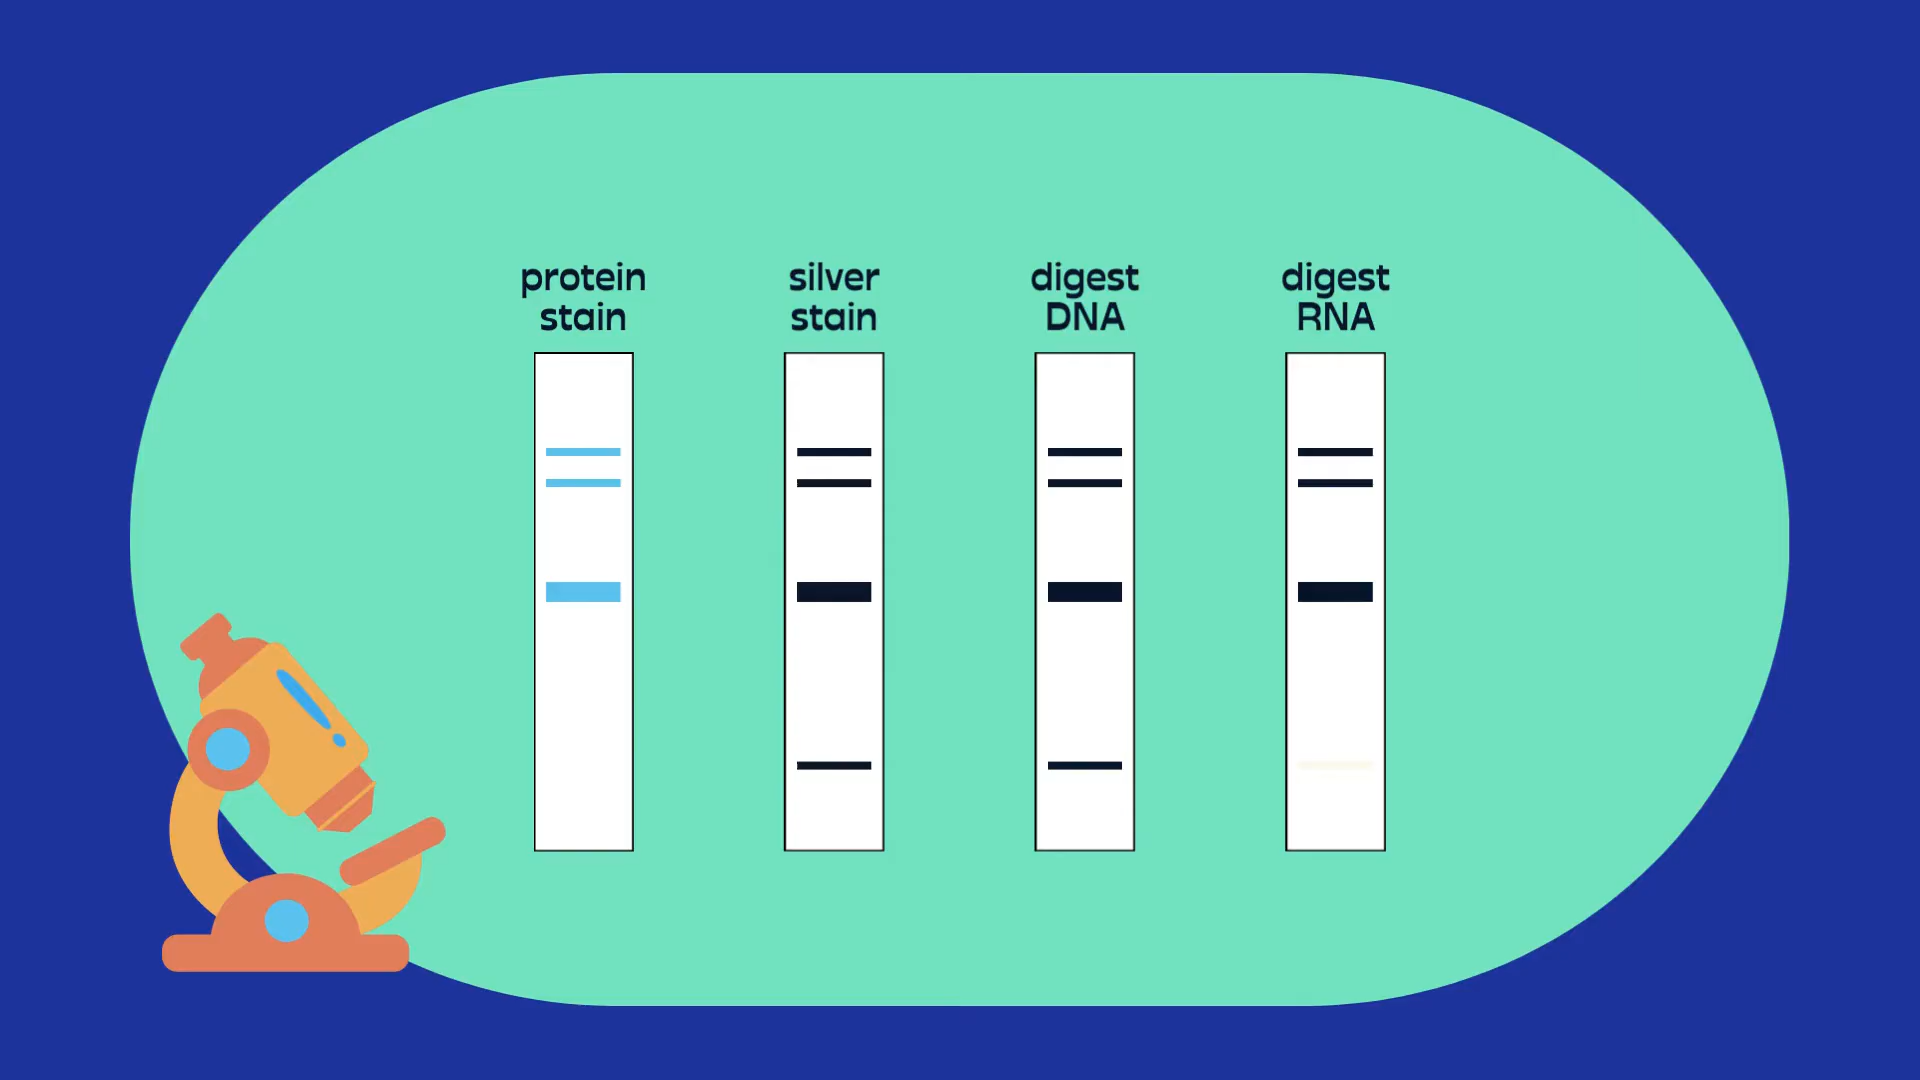 protein
stain
silver
stain
digest
DNA
digest
RNA